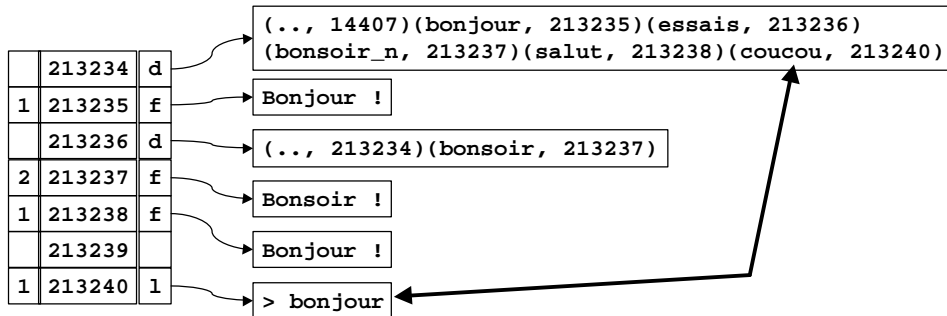 (.., 14407)(bonjour, 213235)(essais, 213236)
(bonsoir_n, 213237)(salut, 213238)(coucou, 213240)
213234 d
1 213235 f
Bonjour !
213236 d
(.., 213234)(bonsoir, 213237)
2 213237 f
Bonsoir !
1 213238 f
Bonjour !
213239
1 213240 l
> bonjour